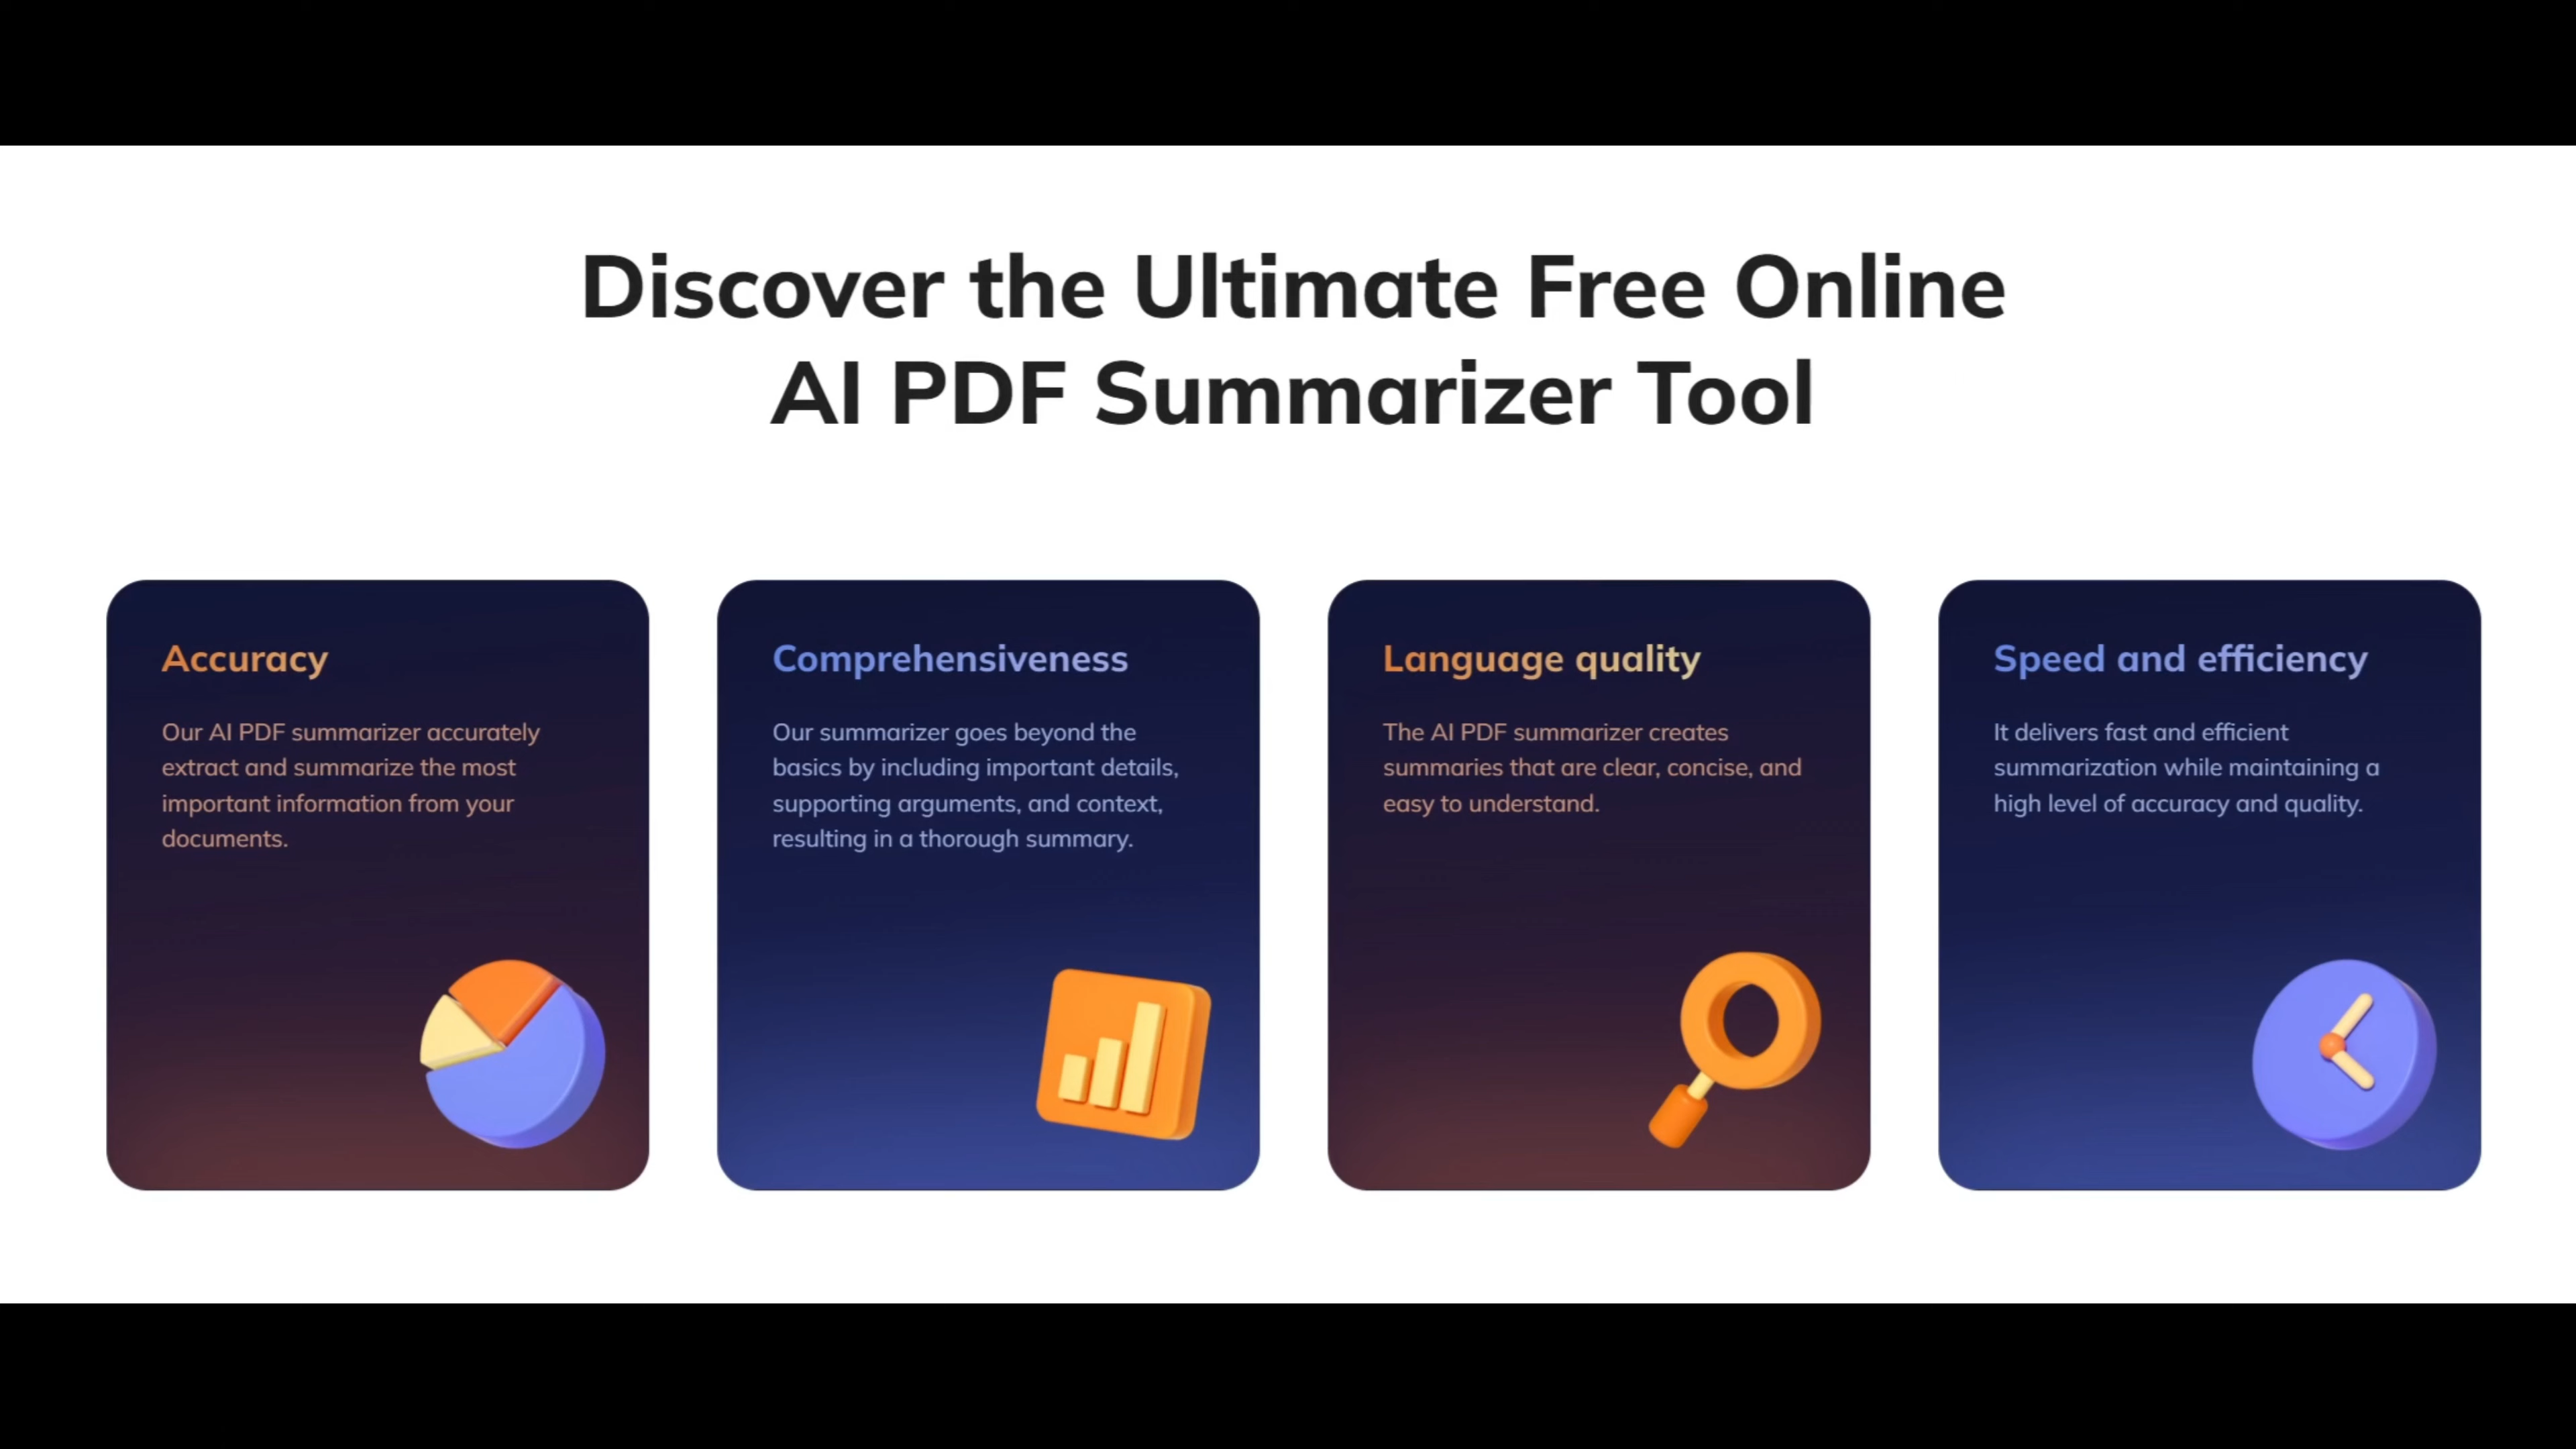 Discover the Ultimate Free Online
AI PDF Summarizer Tool
Accuracy
Our AI PDF summarizer accurately
extract and summarize the most
important information from your
documents.
Comprehensiveness
Our summarizer goes beyond the
basics by including important details,
supporting arguments, and context,
resulting in a thorough summary.
Language quality
The AI PDF summarizer creates
summaries that are clear, concise, and
easy to understand.
Speed and efficiency
It delivers fast and efficient
summarization while maintaining a
high level of accuracy and quality.